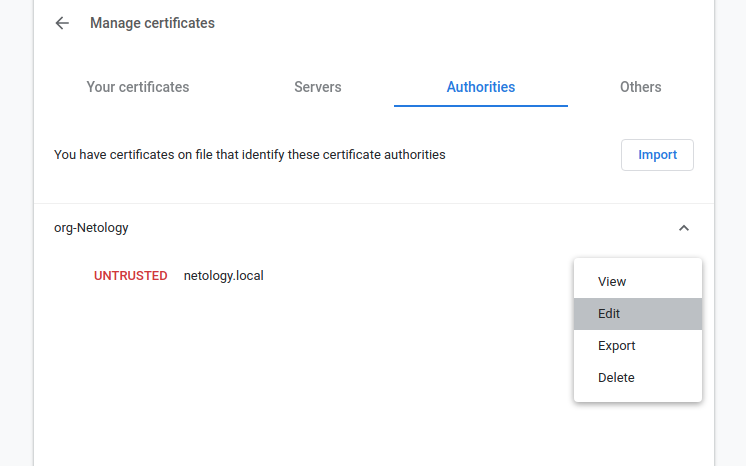 Manage certificates
Your certificates Servers Authorities Others
You have certificates on file that identify these certificate authorities Import
org-Netology
UNTRUSTED netology.local
View
Edit
Export
Delete